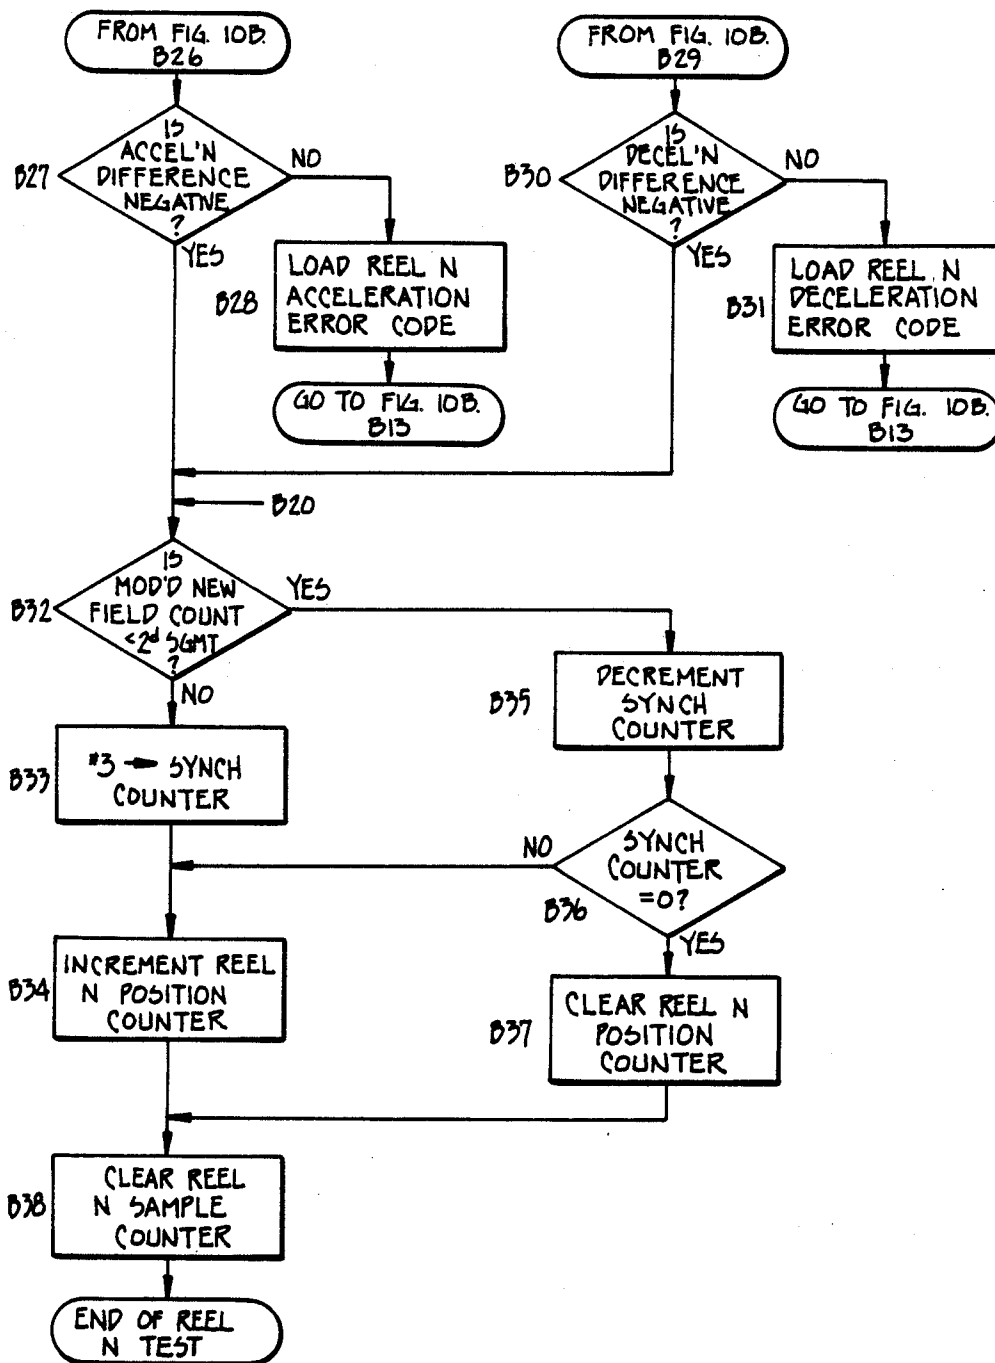 FROM FIG. 10B.
B26
FROM FIG. 10B.
B29
B27
IS
ACCEL'N
DIFFERENCE
NEGATIVE
?
NO
YES
B30
IS
DECEL'N
DIFFERENCE
NEGATIVE
?
NO
YES
B28
LOAD REEL N
ACCELERATION
ERROR CODE
B31
LOAD REEL N
DECELERATION
ERROR CODE
GO TO FIG. 10B.
B13
GO TO FIG. 10B.
B13
B20
B32
IS
MOD'D NEW
FIELD COUNT
<2d SGMT
?
YES
NO
B35
DECREMENT
SYNCH
COUNTER
B33
#3 → SYNCH
COUNTER
NO
SYNCH
COUNTER
=0?
B36
YES
B34
INCREMENT REEL
N POSITION
COUNTER
B37
CLEAR REEL N
POSITION
COUNTER
B38
CLEAR REEL
N SAMPLE
COUNTER
END OF REEL
N TEST